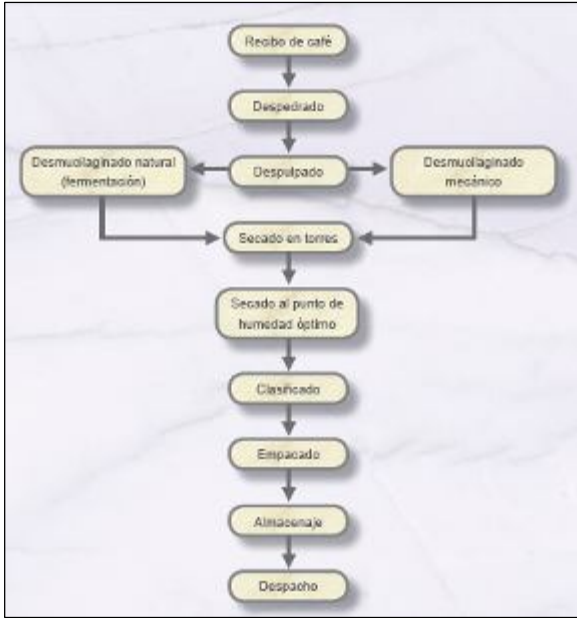 Recibo de café
Despedrado
Desmucilaginado natural
(fermentación)
Despulpado
Desmucilaginado
mecánico
Secado en torres
Secado al punto de
humedad óptimo
Clasificado
Empacado
Almacenaje
Despacho